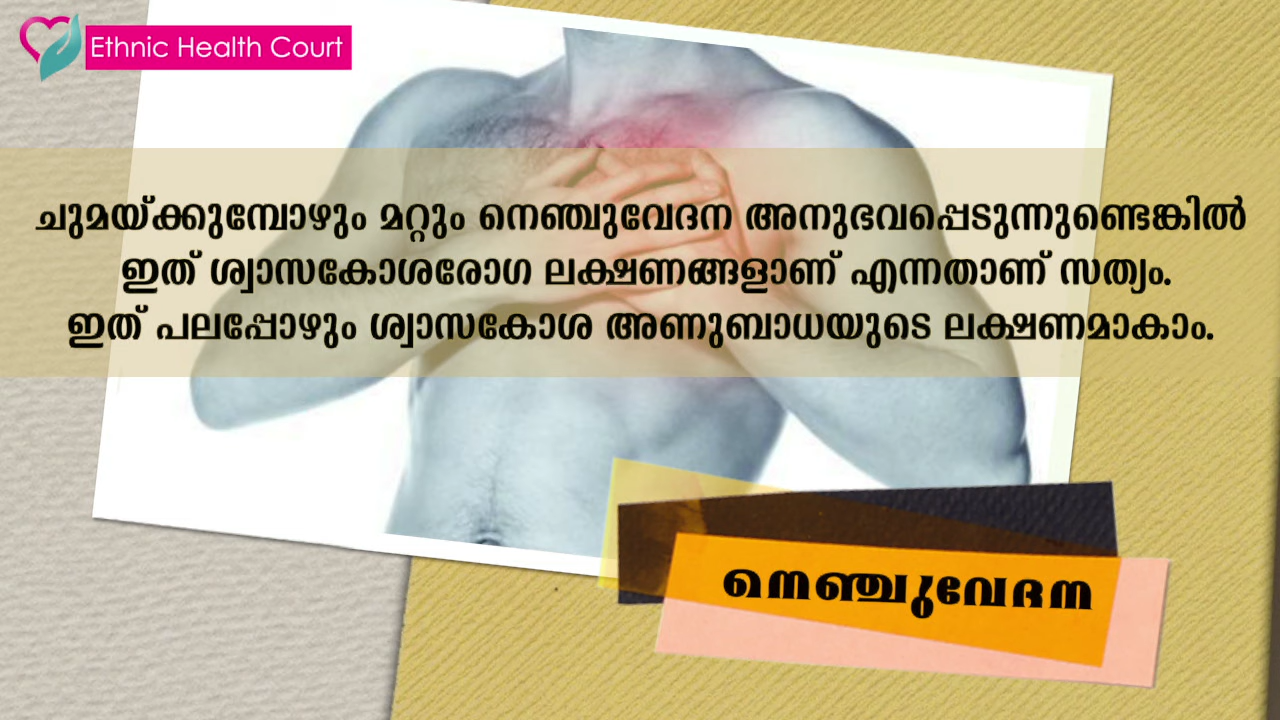 Ethnic Health Court
ചുമയ്ക്കുമ്പോഴും മറ്റും നെഞ്ചുവേദന അനുഭവപ്പെടുന്നുണ്ടെങ്കിൽ
ഇത് ശ്വാസകോശരോഗ ലക്ഷണങ്ങളാണ് എന്നതാണ് സത്യം.
ഇത് പലപ്പോഴും ശ്വാസകോശ അണുബാധയുടെ ലക്ഷണമാകാം.
നെഞ്ചുവേദന